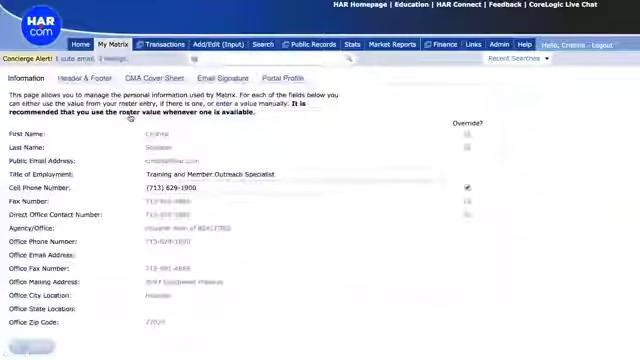 HAR Homepage | Education | HAR Connect | Feedback | CoreLogic Live Chat
HAR
com
Home My Matrix Transactions Add/Edit (Input) Search Public Records Stats Market Reports Finance Links Admin Help Hello, Cristina - Logout
Concierge Alert! 1 auto email, Recent Searches
Information Header & Footer CMA Cover Sheet Email Signature Portal Profile
This page allows you to manage the personal information used by Matrix. For each of the fields below you
can either use the value from your roster entry, if there is one, or enter a value manually. It is
recommended that you use the roster value whenever one is available.
Override?
First Name:
Last Name:
Public Email Address:
Title of Employment: Training and Member Outreach Specialist
Cell Phone Number: (713) 629-1900
Fax Number:
Direct Office Contact Number:
Agency/Office:
Office Phone Number: 713-629-1900
Office Email Address:
Office Fax Number:
Office Mailing Address:
Office City Location: Houston
Office State Location:
Office Zip Code: